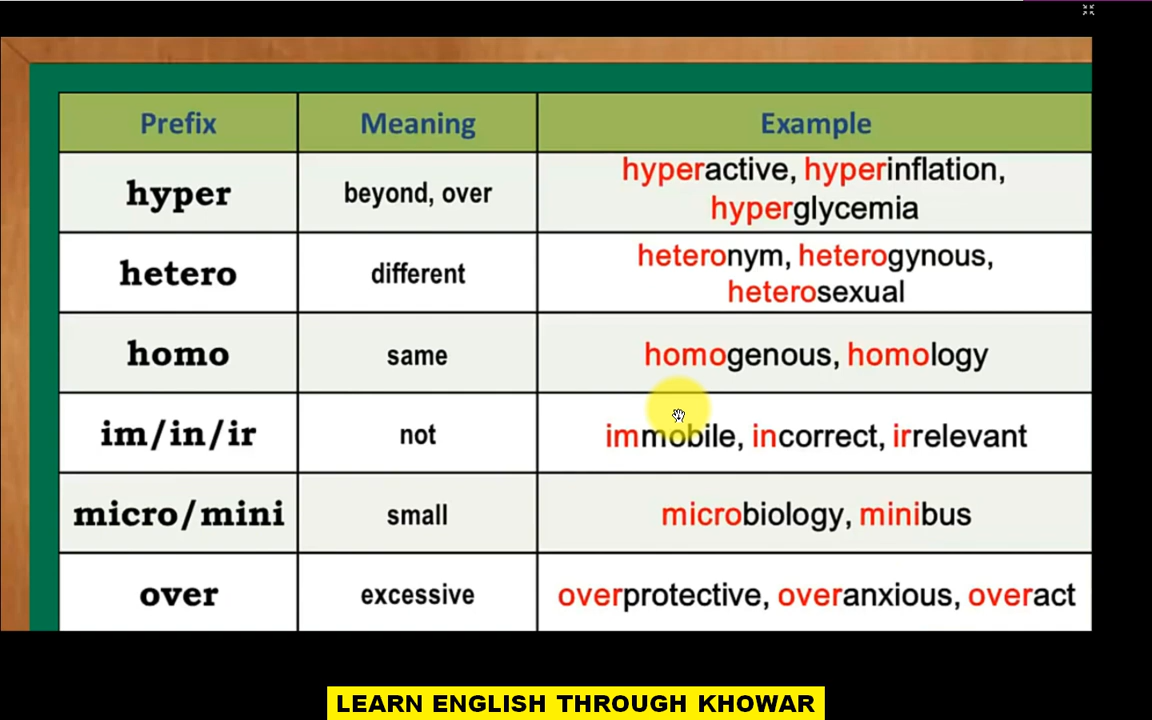 Prefix Meaning Example
hyper beyond, over hyperactive, hyperinflation,
hyperglycemia
hetero different heteronym, heterogynous,
heterosexual
homo same homogenous, homology
im/in/ir not immobile, incorrect, irrelevant
micro/mini small microbiology, minibus
over excessive overprotective, overanxious, overact
LEARN ENGLISH THROUGH KHOWAR